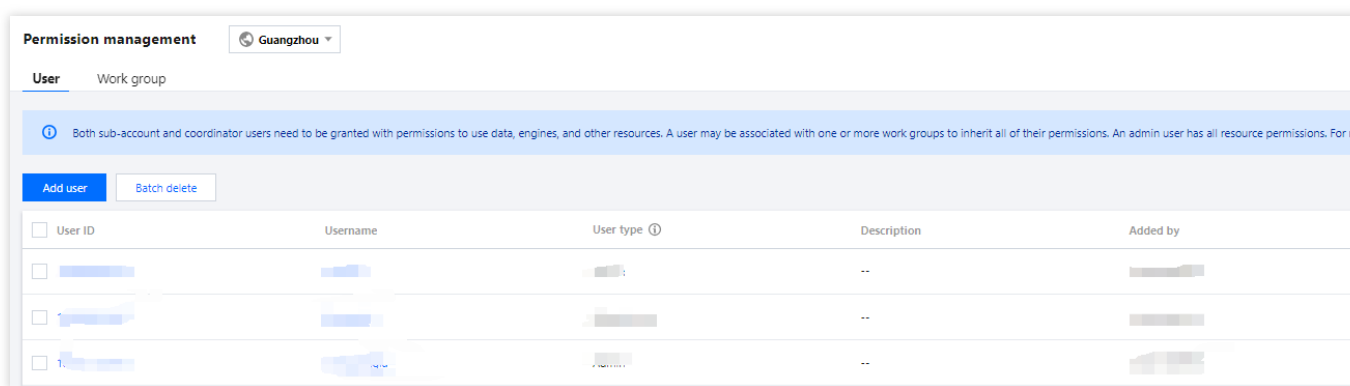 Permission management Guangzhou
User Work group
Both sub-account and coordinator users need to be granted with permissions to use data, engines, and other resources. A user may be associated with one or more work groups to inherit all of their permissions. An admin user has all resource permissions. For
Add user Batch delete
User ID Username User type Description Added by
--
--
--